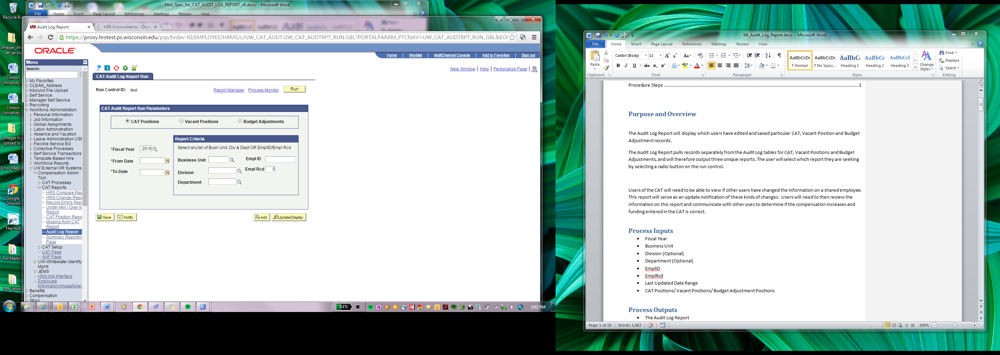 Recycle Bi
Images_An
Set up.zip
Clinton
University
Clinton
University
Images fo
Upload (e.
Error_Mess
Google
Chrome
The Hub
For Mallor
For Upload
Mini_Spec_for_CAT_AUDIT_LOG_REPORT_v6.docx - Microsoft Word
File Home Insert Page Layout References Mailings Review View
Audit Log Report
HRS Environments - Divisi
https://proxy.hrstest.ps.wisconsin.edu/psp/hrdev-fd/EMPLOYEE/HRMS/c/UW_CAT_AUDT.UW_CAT_AUDTRPT_RUN.GBL?PORTALPARAM_PTCNAV=UW_CAT_AUDTRPT_RUN_GBL&EOI
ORACLE
Home Worklist MultiChannel Console Add to Favorites Sign out
Menu
Search:
My Favorites
CLEAN_Address
Inbound File Upload
Self Service
Manager Self Service
Recruiting
Workforce Administration
Personal Information
Job Information
Global Assignments
Labor Administration
Absence and Vacation
Leave Administration USF
Flexible Service EG
Collective Processes
Self Service Transactions
Template-Based Hire
Workforce Reports
UW External HR Systems
Compensation Admin
Tool
CAT Processes
CAT Reports
HRS Compare Rep
HRS Change Repo
Record Errors Rep
Under Min / Over M
Report
CAT Position Repo
Missing from CAT
Report
Audit Log Report
Summary Reporting
Page
CAT Setup
CAT Page
AAP Page
UW-Whitewater Identity
Mgmt
JEMS
HRS-IAA Interface
Employee
Information(ImageNow)
Benefits
Compensation
Stock
New Window | Help | Personalize Page | http
CAT Audit Log Report Run
Run Control ID: test Report Manager Process Monitor Run
CAT Audit Report Run Parameters
CAT Positions Vacant Positions Budget Adjustments
*Fiscal Year 2016
*From Date 31
*To Date 31
Report Criteria
Select any/all of Busn Unit, Div & Dept OR EmplID/Empl Rcd
Business Unit Empl ID
Division Empl Rcd 0
Department
Save Notify Add Update/Display
34% 3:02 PM
KB_Audit_Log_Report.docx - Microsoft Word
File Home Insert Page Layout References Mailings Review View
Paste
Calibri (Body) 11
AaBbCcDc AaBbCcDc AaBbC AaBbCc AaBbCcI
¶ Normal ¶ No Spaci... Heading 1 Heading 2 Heading 3
Change
Styles
Find
Replace
Select
Clipboard Font Paragraph Styles Editing
Procedure Steps 1
Purpose and Overview
The Audit Log Report will display which users have edited and saved particular CAT, Vacant Position and Budget
Adjustment records.
The Audit Log Report pulls records separately from the Audit Log tables for CAT, Vacant Positions and Budget
Adjustments, and will therefore output three unique reports. The user will select which report they are seeking
by selecting a radio button on the run control.
Users of the CAT will need to be able to view if other users have changed the information on a shared employee.
This report will serve as an update notification of these kinds of changes. Users will need to then review the
information on this report and communicate with other uses to determine if the compensation increases and
funding entered in the CAT is correct.
Process Inputs
• Fiscal Year
• Business Unit
• Division (Optional)
• Department (Optional)
• EmplID
• EmplRcd
• Last Updated Date Range
• CAT Positions/ Vacant Positions/ Budget Adjustment Positions
Process Outputs
• The Audit Log Report
Page: 1 of 10 Words: 1,682 100%